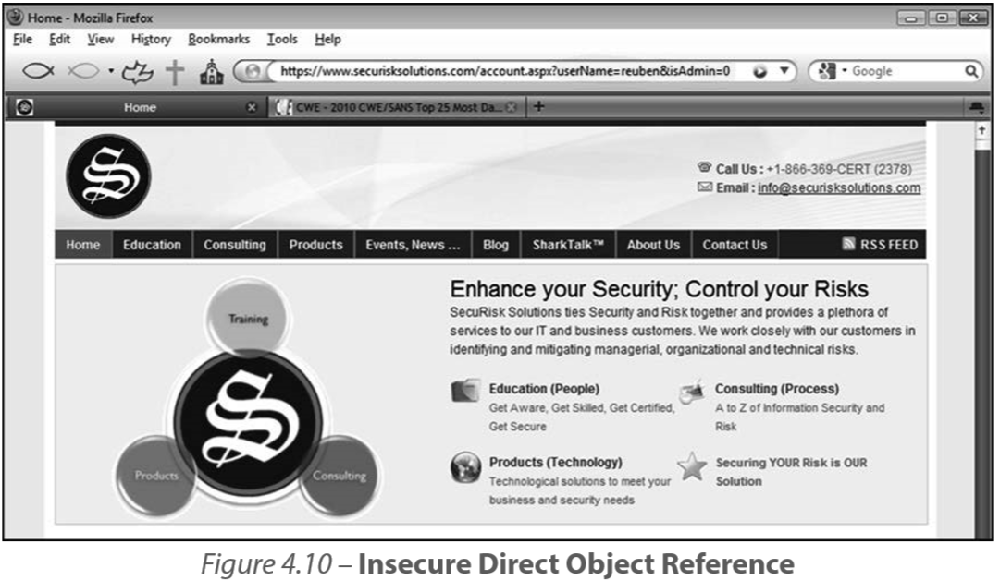 Home - Mozilla Firefox
File Edit View History Bookmarks Tools Help
https://www.securisksolutions.com/account.aspx?userName=reuben&isAdmin=0
Google
Home
CWE - 2010 CWE/SANS Top 25 Most Da...
S
Call Us : +1-866-369-CERT (2378)
Email : info@securisksolutions.com
Home Education Consulting Products Events, News ... Blog SharkTalk™ About Us Contact Us RSS FEED
Training
S
Products
Consulting
Enhance your Security; Control your Risks
SecuRisk Solutions ties Security and Risk together and provides a plethora of
services to our IT and business customers. We work closely with our customers in
identifying and mitigating managerial, organizational and technical risks.
Education (People)
Get Aware, Get Skilled, Get Certified,
Get Secure
Consulting (Process)
A to Z of Information Security and
Risk
Products (Technology)
Technological solutions to meet your
business and security needs
Securing YOUR Risk is OUR
Solution
Figure 4.10 – Insecure Direct Object Reference